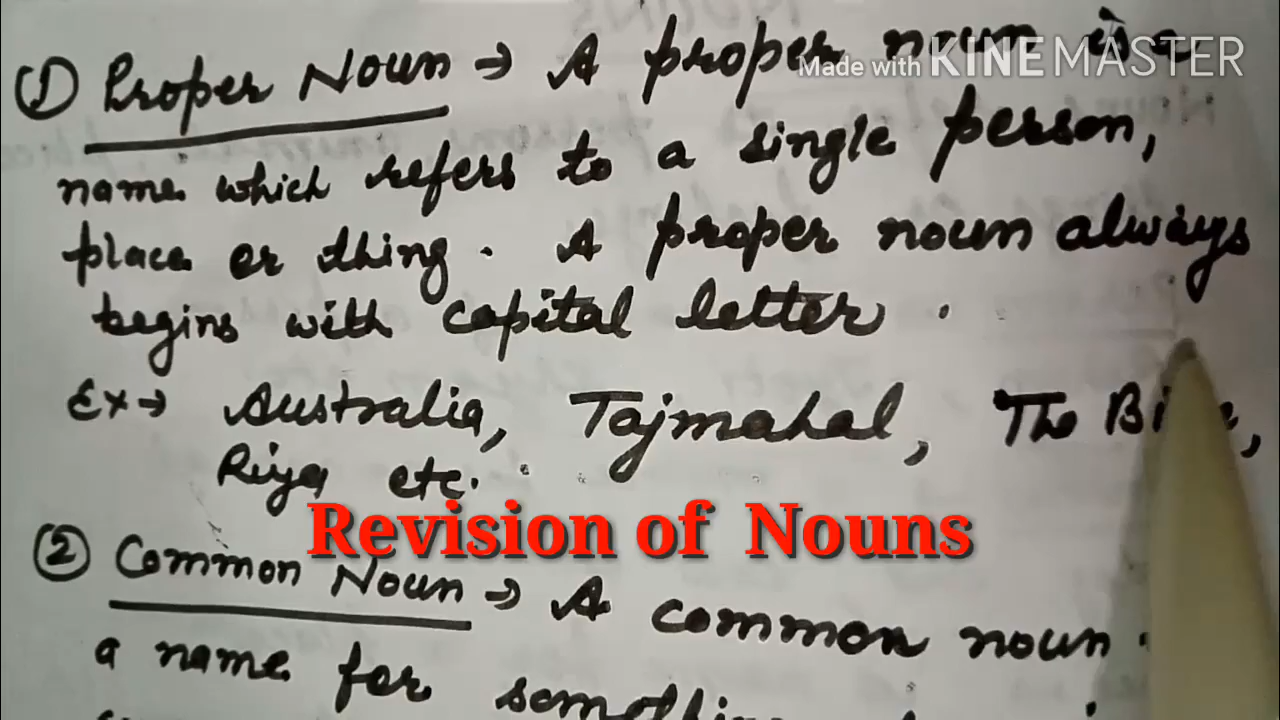 Made with KINEMASTER
① Proper Noun → A proper noun is a
name which refers to a single person,
place or thing. A proper noun always
begins with capital letter.
Ex → Australia, Tajmahal, The
Riya etc.
Revision of Nouns
② Common Noun → A common noun
a name for something